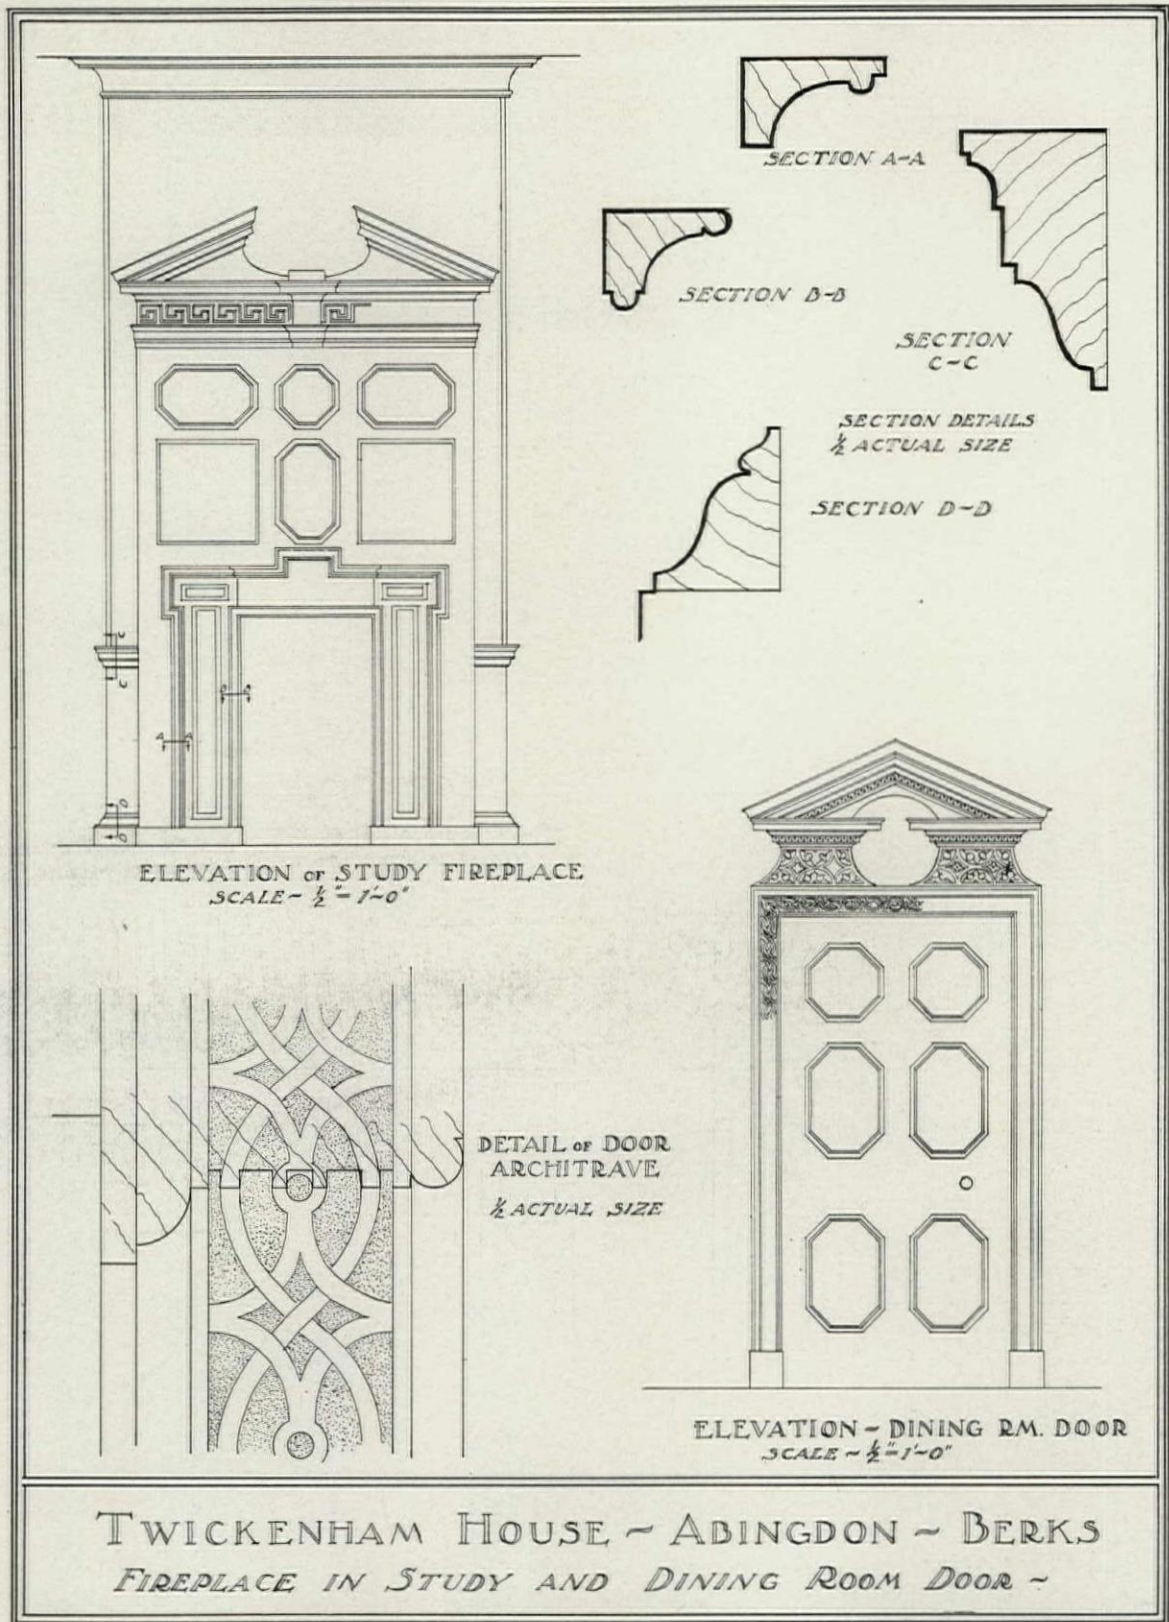 SECTION A-A
SECTION B-B
SECTION
C-C
SECTION DETAILS
½ ACTUAL SIZE
SECTION D-D
C
C
B B
A A
D
D
ELEVATION OF STUDY FIREPLACE
SCALE - ½" = 1'-0"
DETAIL OF DOOR
ARCHITRAVE
½ ACTUAL SIZE
ELEVATION - DINING RM. DOOR
SCALE - ½" = 1'-0"
TWICKENHAM HOUSE ~ ABINGDON ~ BERKS
FIREPLACE IN STUDY AND DINING ROOM DOOR ~